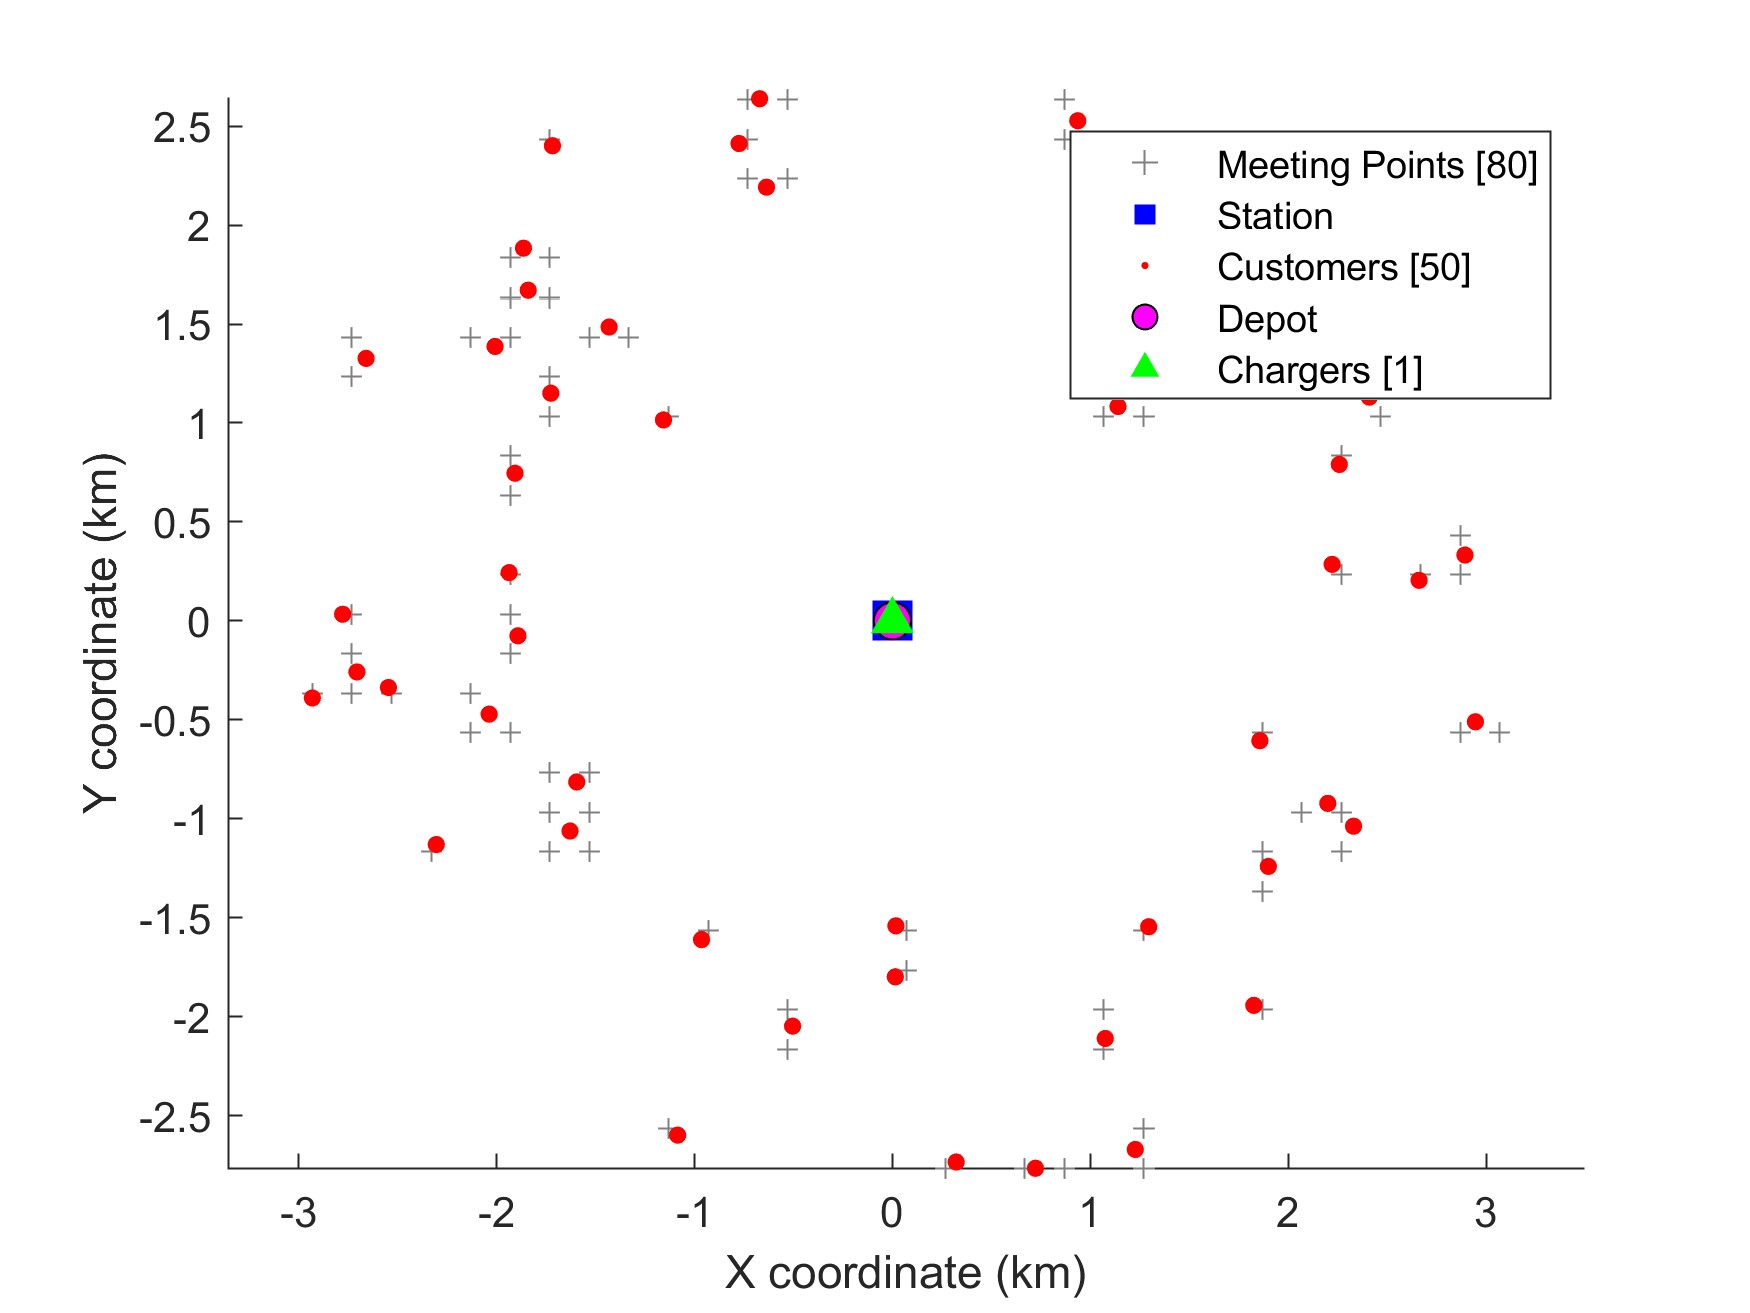 2.5
2
1.5
1
0.5
0
-0.5
-1
-1.5
-2
-2.5
Y coordinate (km)
Meeting Points [80]
Station
Customers [50]
Depot
Chargers [1]
-3 -2 -1 0 1 2 3
X coordinate (km)